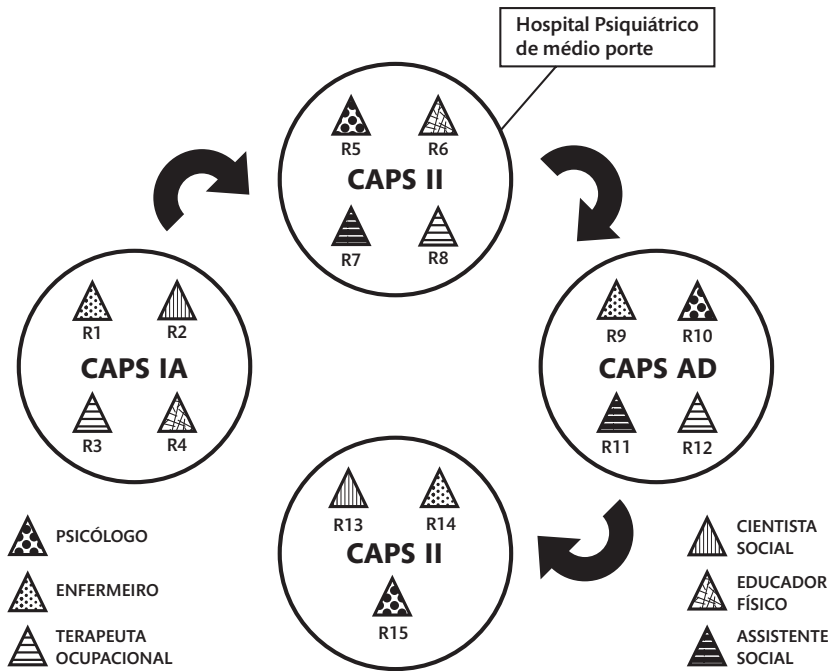 Hospital Psiquiátrico
de médio porte
R5 R6
CAPS II
R7 R8
R1 R2
CAPS IA
R3 R4
R9 R10
CAPS AD
R11 R12
R13 R14
CAPS II
R15
PSICÓLOGO
ENFERMEIRO
TERAPEUTA
OCUPACIONAL
CIENTISTA
SOCIAL
EDUCADOR
FÍSICO
ASSISTENTE
SOCIAL